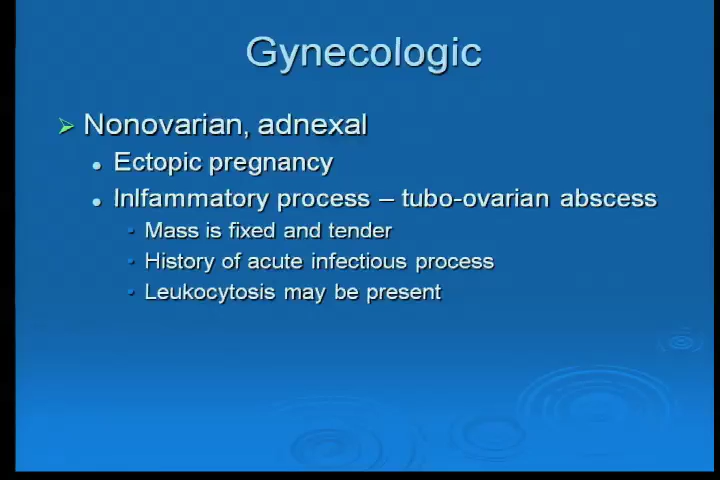 Gynecologic
Nonovarian, adnexal
Ectopic pregnancy
Inlfammatory process – tubo-ovarian abscess
Mass is fixed and tender
History of acute infectious process
Leukocytosis may be present